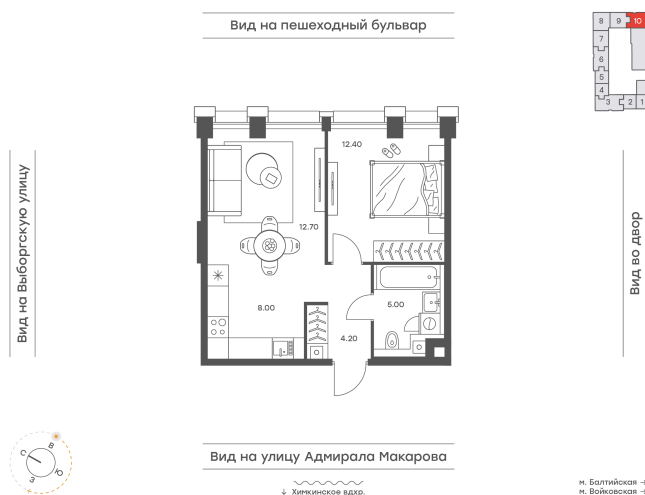 Вид на пешеходный бульвар
8 9 10
7
6
5
4
3 2 1
Вид на Выборгскую улицу
Вид во двор
12.40
12.70
8.00
5.00
4.20
Вид на улицу Адмирала Макарова
↓ Химкинское вдхр.
С В Ю З
м. Балтийская →
м. Войковская →